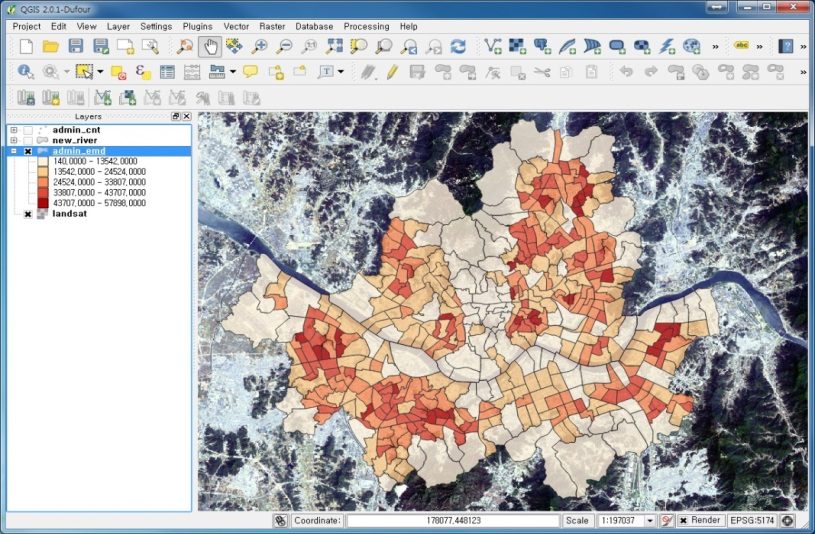 QGIS 2.0.1-Dufour
Project Edit View Layer Settings Plugins Vector Raster Database Processing Help
abc
Layers
admin_cnt
new_river
admin_emd
140,0000 - 13542,0000
13542,0000 - 24524,0000
24524,0000 - 33807,0000
33807,0000 - 43707,0000
43707,0000 - 57898,0000
landsat
Coordinate: 178077,448123 Scale 1:197037 Render EPSG:5174